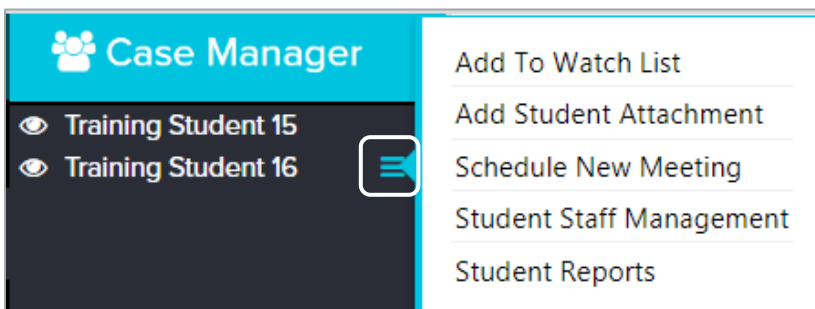 Case Manager
Training Student 15
Training Student 16
Add To Watch List
Add Student Attachment
Schedule New Meeting
Student Staff Management
Student Reports